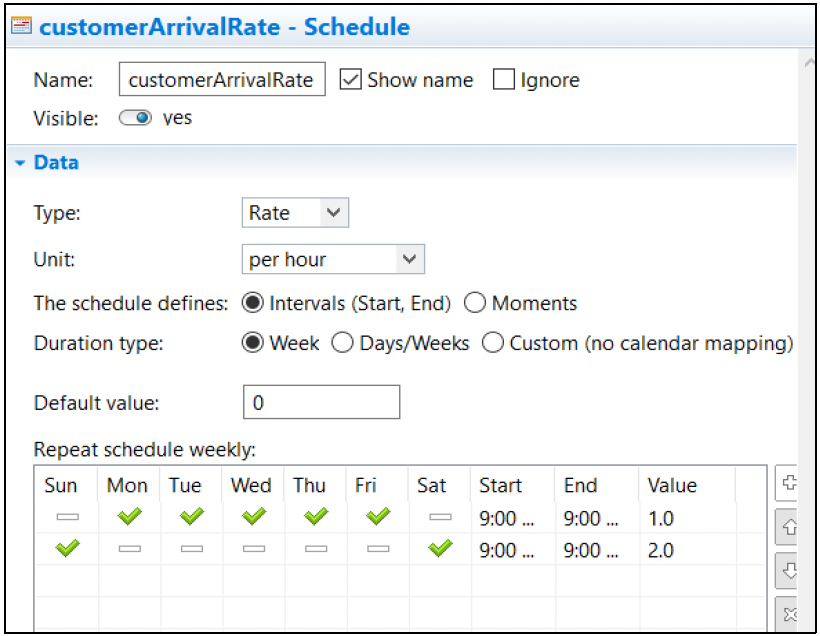 customerArrivalRate - Schedule
Name: customerArrivalRate Show name Ignore
Visible: yes
Data
Type: Rate
Unit: per hour
The schedule defines: Intervals (Start, End) Moments
Duration type: Week Days/Weeks Custom (no calendar mapping)
Default value: 0
Repeat schedule weekly:
Sun Mon Tue Wed Thu Fri Sat Start End Value
9:00 ... 9:00 ... 1.0
9:00 ... 9:00 ... 2.0